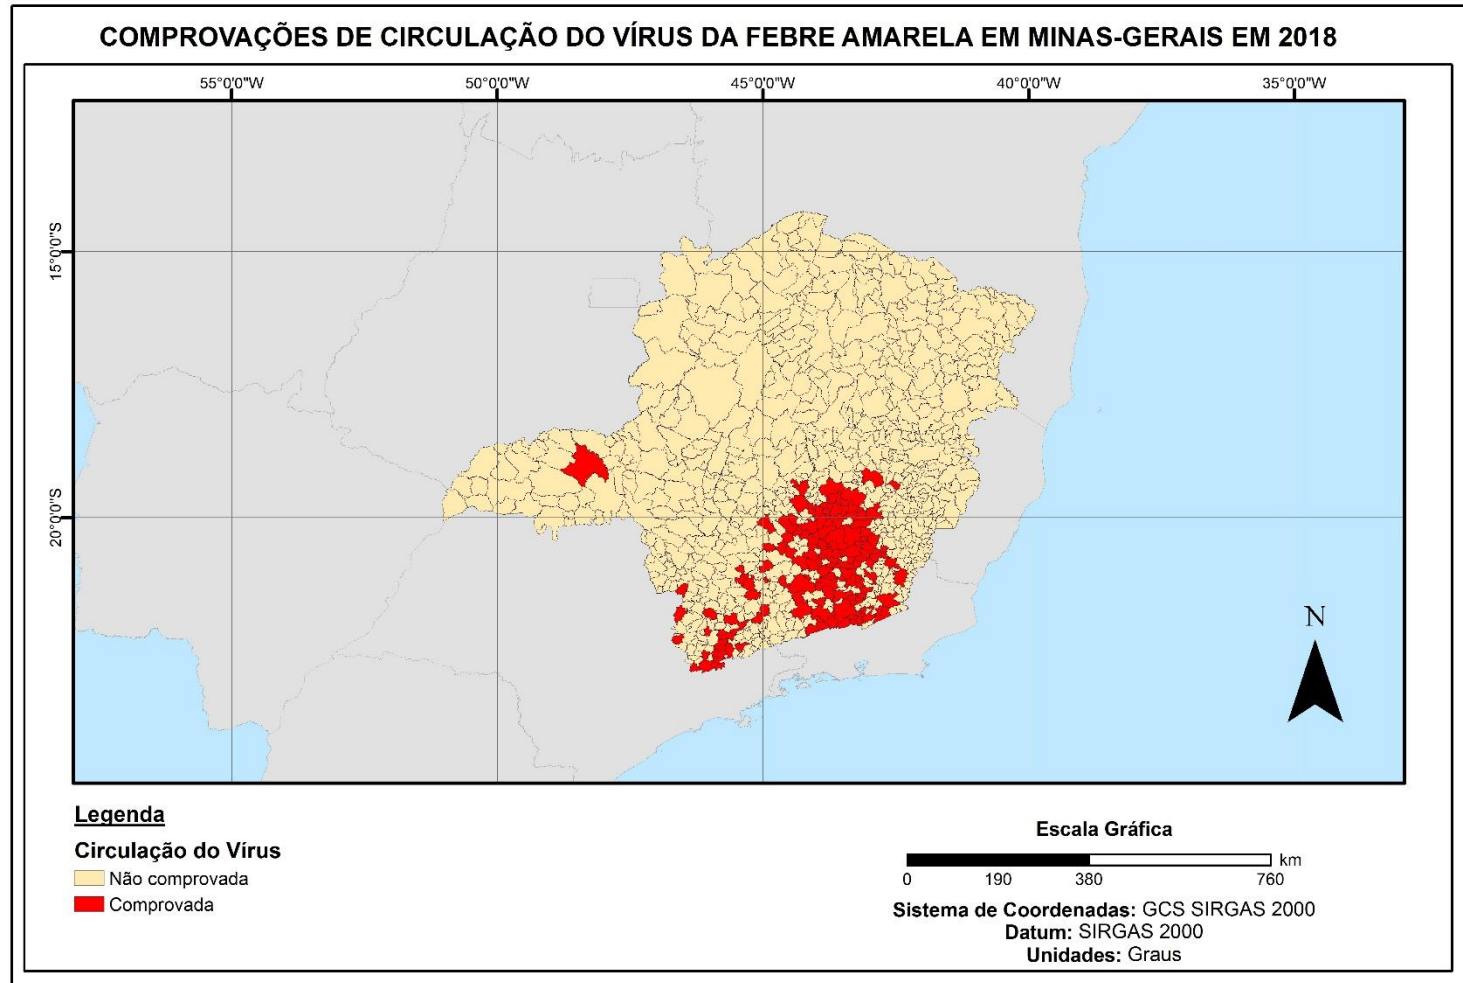 COMPROVAÇÕES DE CIRCULAÇÃO DO VÍRUS DA FEBRE AMARELA EM MINAS-GERAIS EM 2018
55°0'0"W 50°0'0"W 45°0'0"W 40°0'0"W 35°0'0"W
15°0'0"S
20°0'0"S
N
Legenda
Circulação do Vírus
Não comprovada
Comprovada
Escala Gráfica
km
0 190 380 760
Sistema de Coordenadas: GCS SIRGAS 2000
Datum: SIRGAS 2000
Unidades: Graus